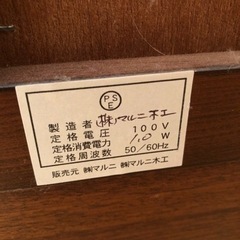 PSE
製造者 (株)マルニ木工
定格電圧 100V
定格消費電力 10W
定格周波数 50/60Hz
販売元 ㈱マルニ ㈱マルニ木工